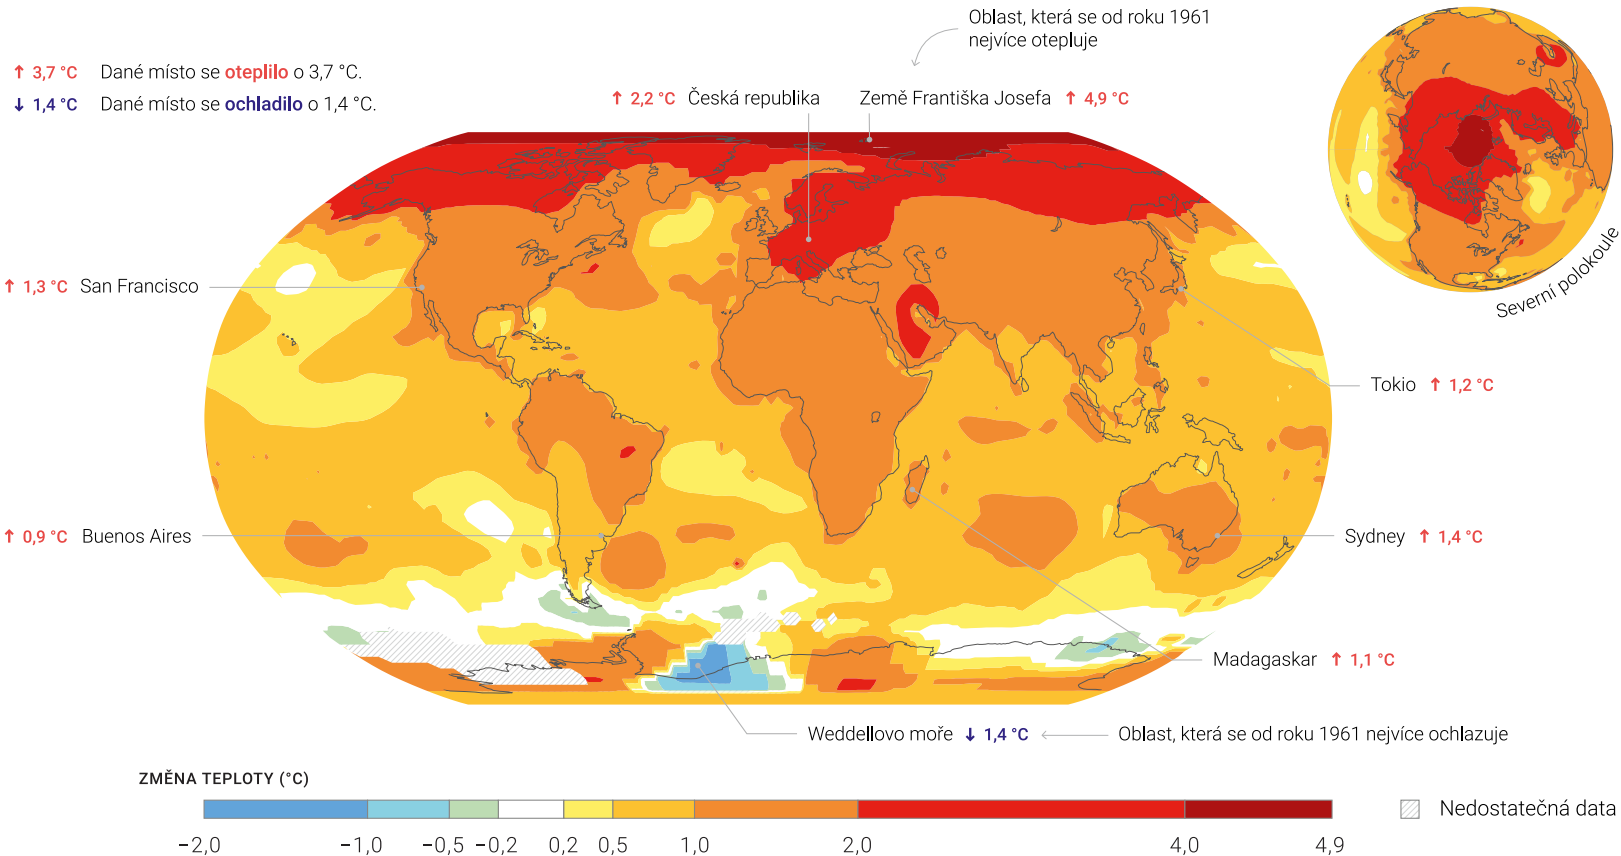 Oblast, která se od roku 1961
nejvíce otepluje
↑ 3,7 °C Dané místo se oteplilo o 3,7 °C.
↓ 1,4 °C Dané místo se ochladilo o 1,4 °C.
↑ 2,2 °C Česká republika
Země Františka Josefa ↑ 4,9 °C
Severní polokoule
↑ 1,3 °C San Francisco
Tokio ↑ 1,2 °C
↑ 0,9 °C Buenos Aires
Sydney ↑ 1,4 °C
Madagaskar ↑ 1,1 °C
Weddellovo moře ↓ 1,4 °C
Oblast, která se od roku 1961 nejvíce ochlazuje
ZMĚNA TEPLOTY (°C)
−2,0 −1,0 −0,5 −0,2 0,2 0,5 1,0 2,0 4,0 4,9
Nedostatečná data